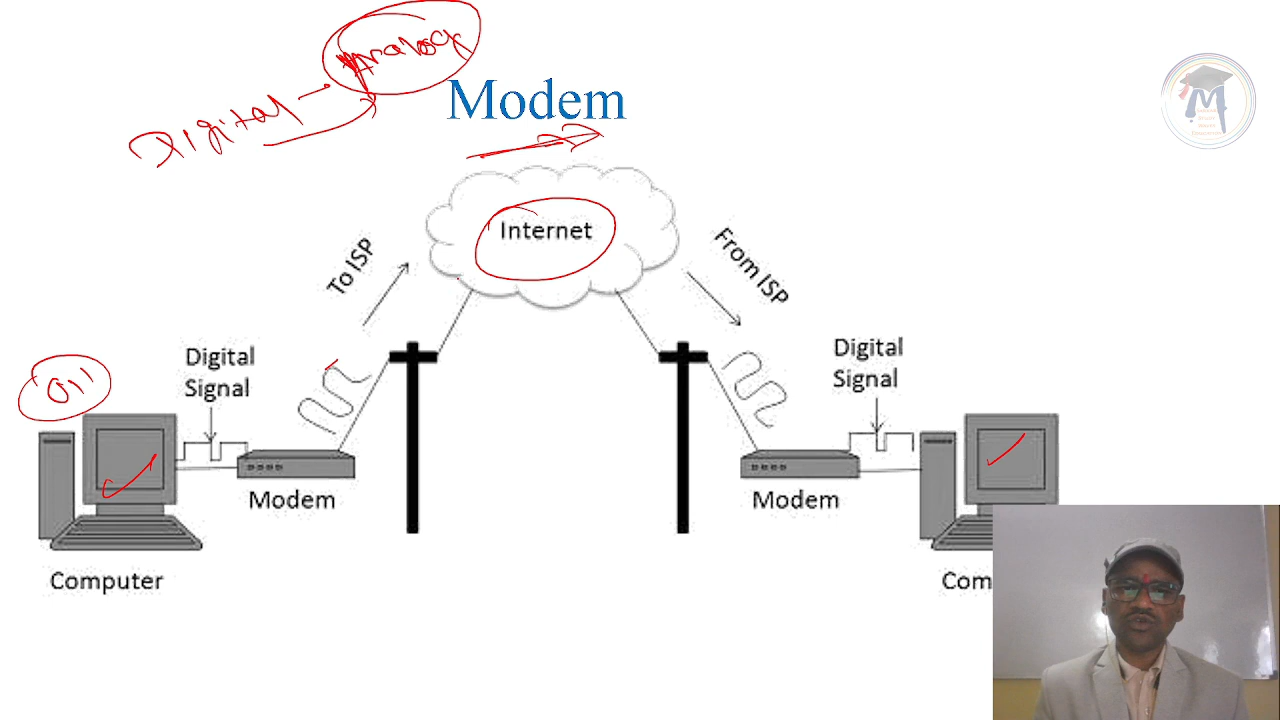 Digital - Analog
Modem
Internet
To ISP
From ISP
Digital
Signal
Digital
Signal
0,1
Modem
Modem
Computer
Com
M